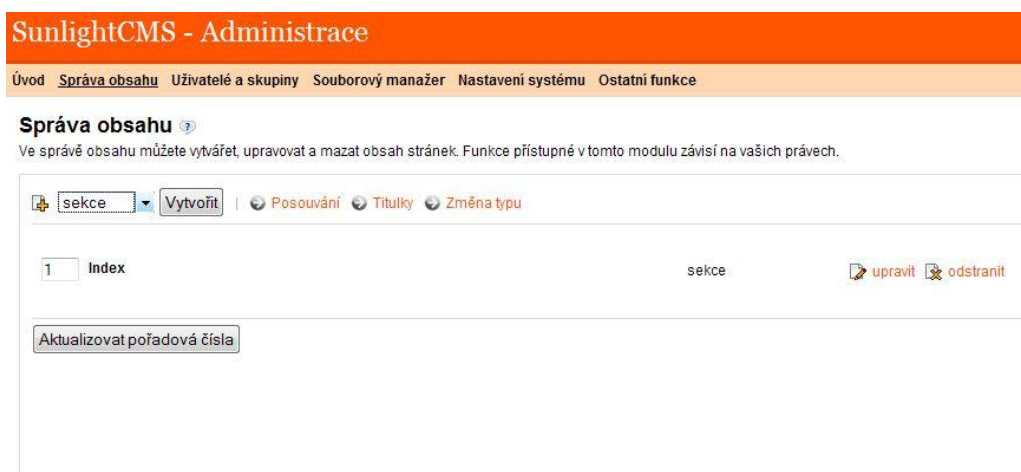 SunlightCMS - Administrace
Úvod Správa obsahu Uživatelé a skupiny Souborový manažer Nastavení systému Ostatní funkce
Správa obsahu ?
Ve správě obsahu můžete vytvářet, upravovat a mazat obsah stránek. Funkce přístupné v tomto modulu závisí na vašich právech.
sekce Vytvořit | Posouvání Titulky Změna typu
1 Index sekce upravit odstranit
Aktualizovat pořadová čísla